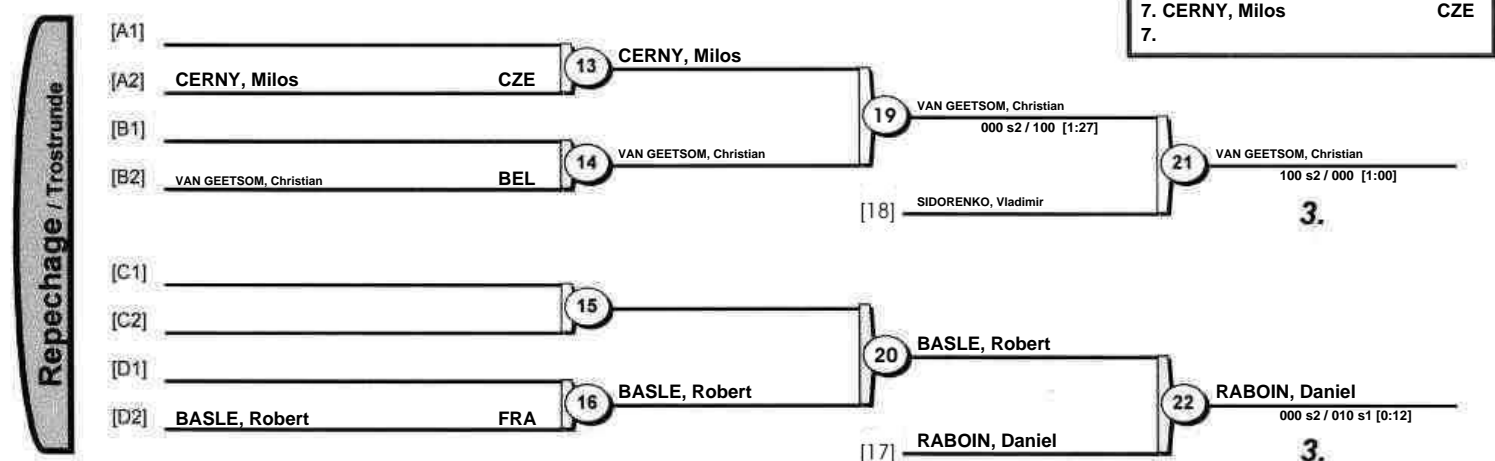 7. CERNY, Milos CZE
7.
Repechage / Trostrunde
[A1]
[A2] CERNY, Milos CZE
13
CERNY, Milos
[B1]
[B2] VAN GEETSOM, Christian BEL
14
VAN GEETSOM, Christian
19
VAN GEETSOM, Christian
000 s2 / 100 [1:27]
[18] SIDORENKO, Vladimir
21
VAN GEETSOM, Christian
100 s2 / 000 [1:00]
3.
[C1]
[C2]
15
[D1]
[D2] BASLE, Robert FRA
16
BASLE, Robert
20
BASLE, Robert
[17] RABOIN, Daniel
22
RABOIN, Daniel
000 s2 / 010 s1 [0:12]
3.